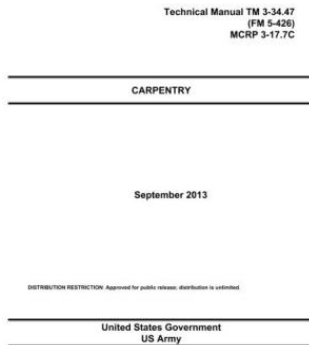 Technical Manual TM 3-34.47
(FM 5-426)
MCRP 3-17.7C
CARPENTRY
September 2013
DISTRIBUTION RESTRICTION: Approved for public release; distribution is unlimited.
United States Government
US Army